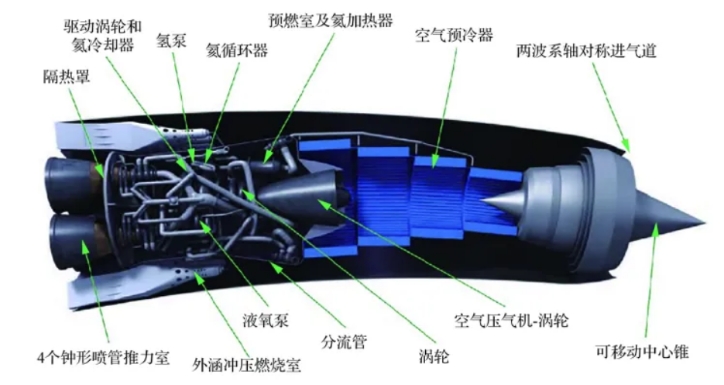 预燃室及氦加热器
驱动涡轮和
氦冷却器
氢泵
氦循环器
空气预冷器
两波系轴对称进气道
隔热罩
液氧泵
分流管
空气压气机-涡轮
4个钟形喷管推力室
外涵冲压燃烧室
涡轮
可移动中心锥